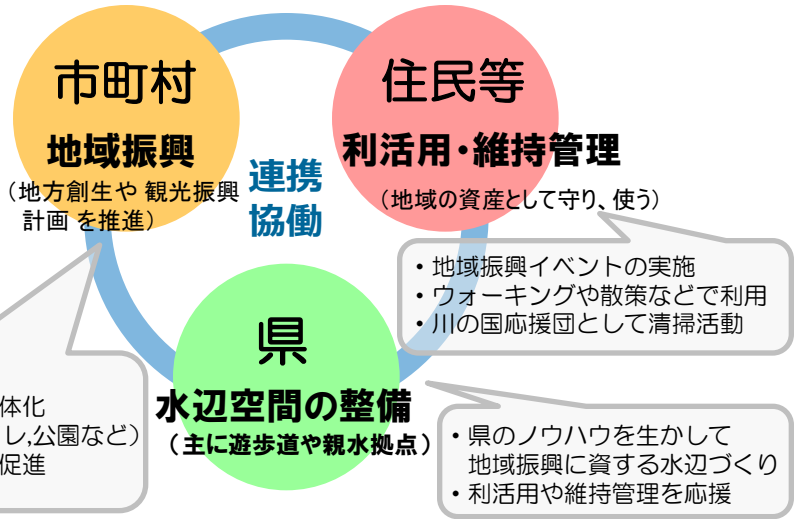 市町村
地域振興
（地方創生や 観光振興
計画 を推進）
住民等
利活用・維持管理
（地域の資産として守り、使う）
連携
協働
・地域振興イベントの実施
・ウォーキングや散策などで利用
・川の国応援団として清掃活動
県
水辺空間の整備
（主に遊歩道や親水拠点）
体化
レ,公園など）
促進
・県のノウハウを生かして
地域振興に資する水辺づくり
・利活用や維持管理を応援